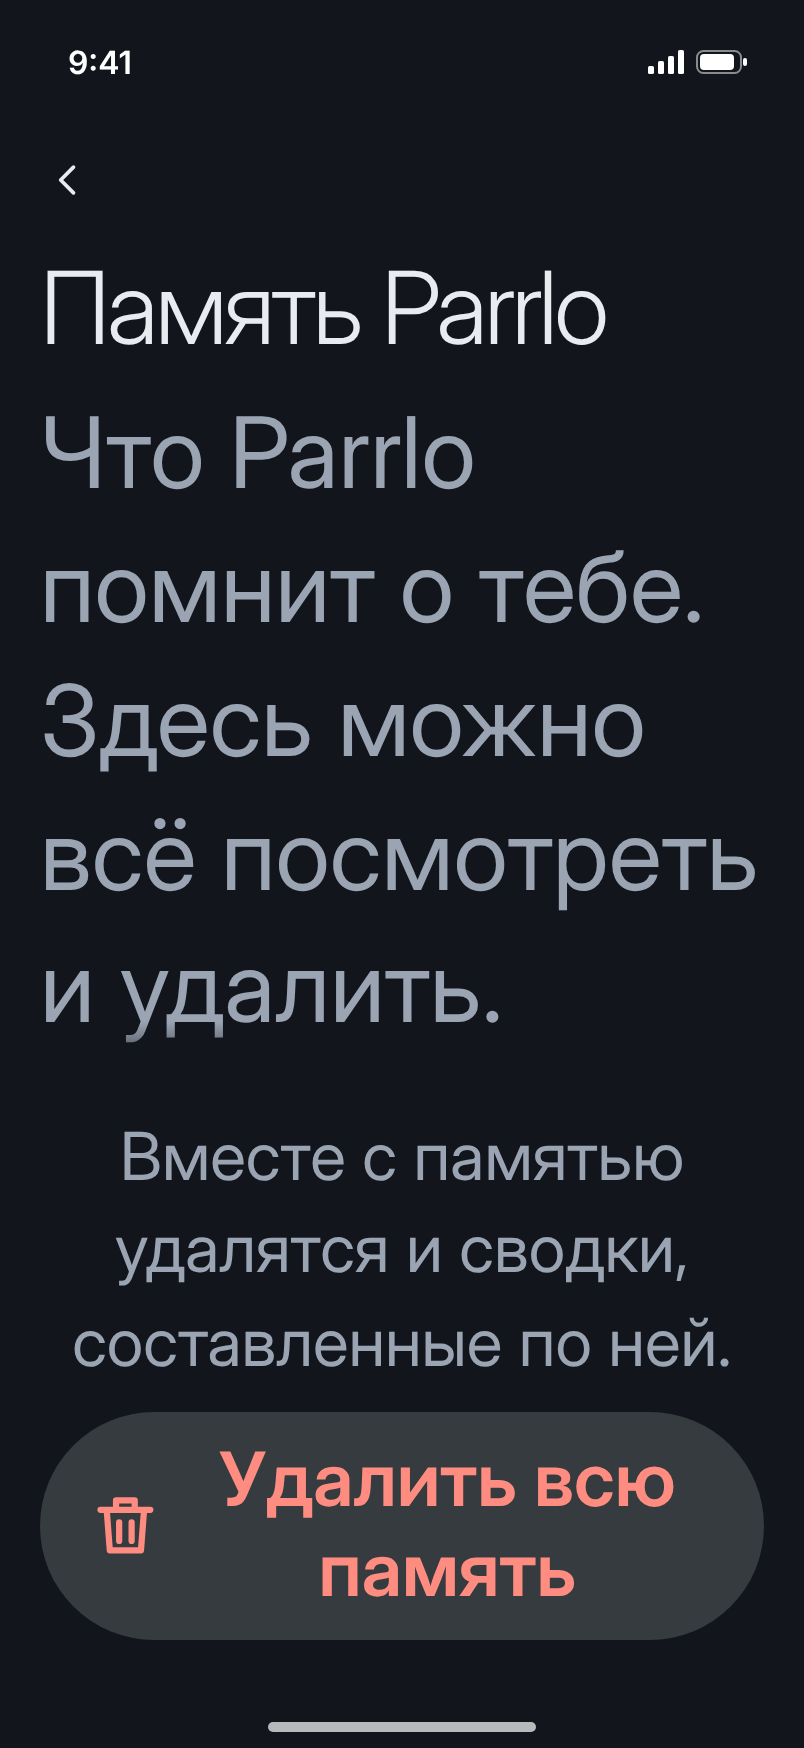 9:41
Память Parrlo
Что Parrlo
помнит о тебе.
Здесь можно
всё посмотреть
и удалить.
Вместе с памятью
удалятся и сводки,
составленные по ней.
Удалить всю
память